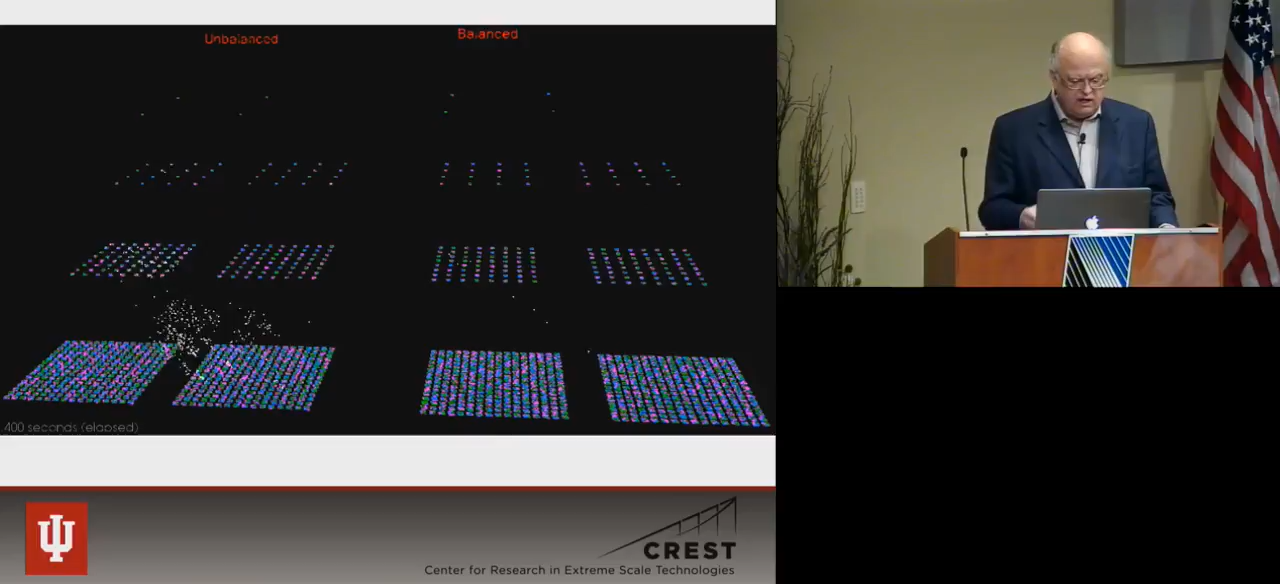 Unbalanced
Balanced
400 seconds (elapsed)
CREST
Center for Research in Extreme Scale Technologies